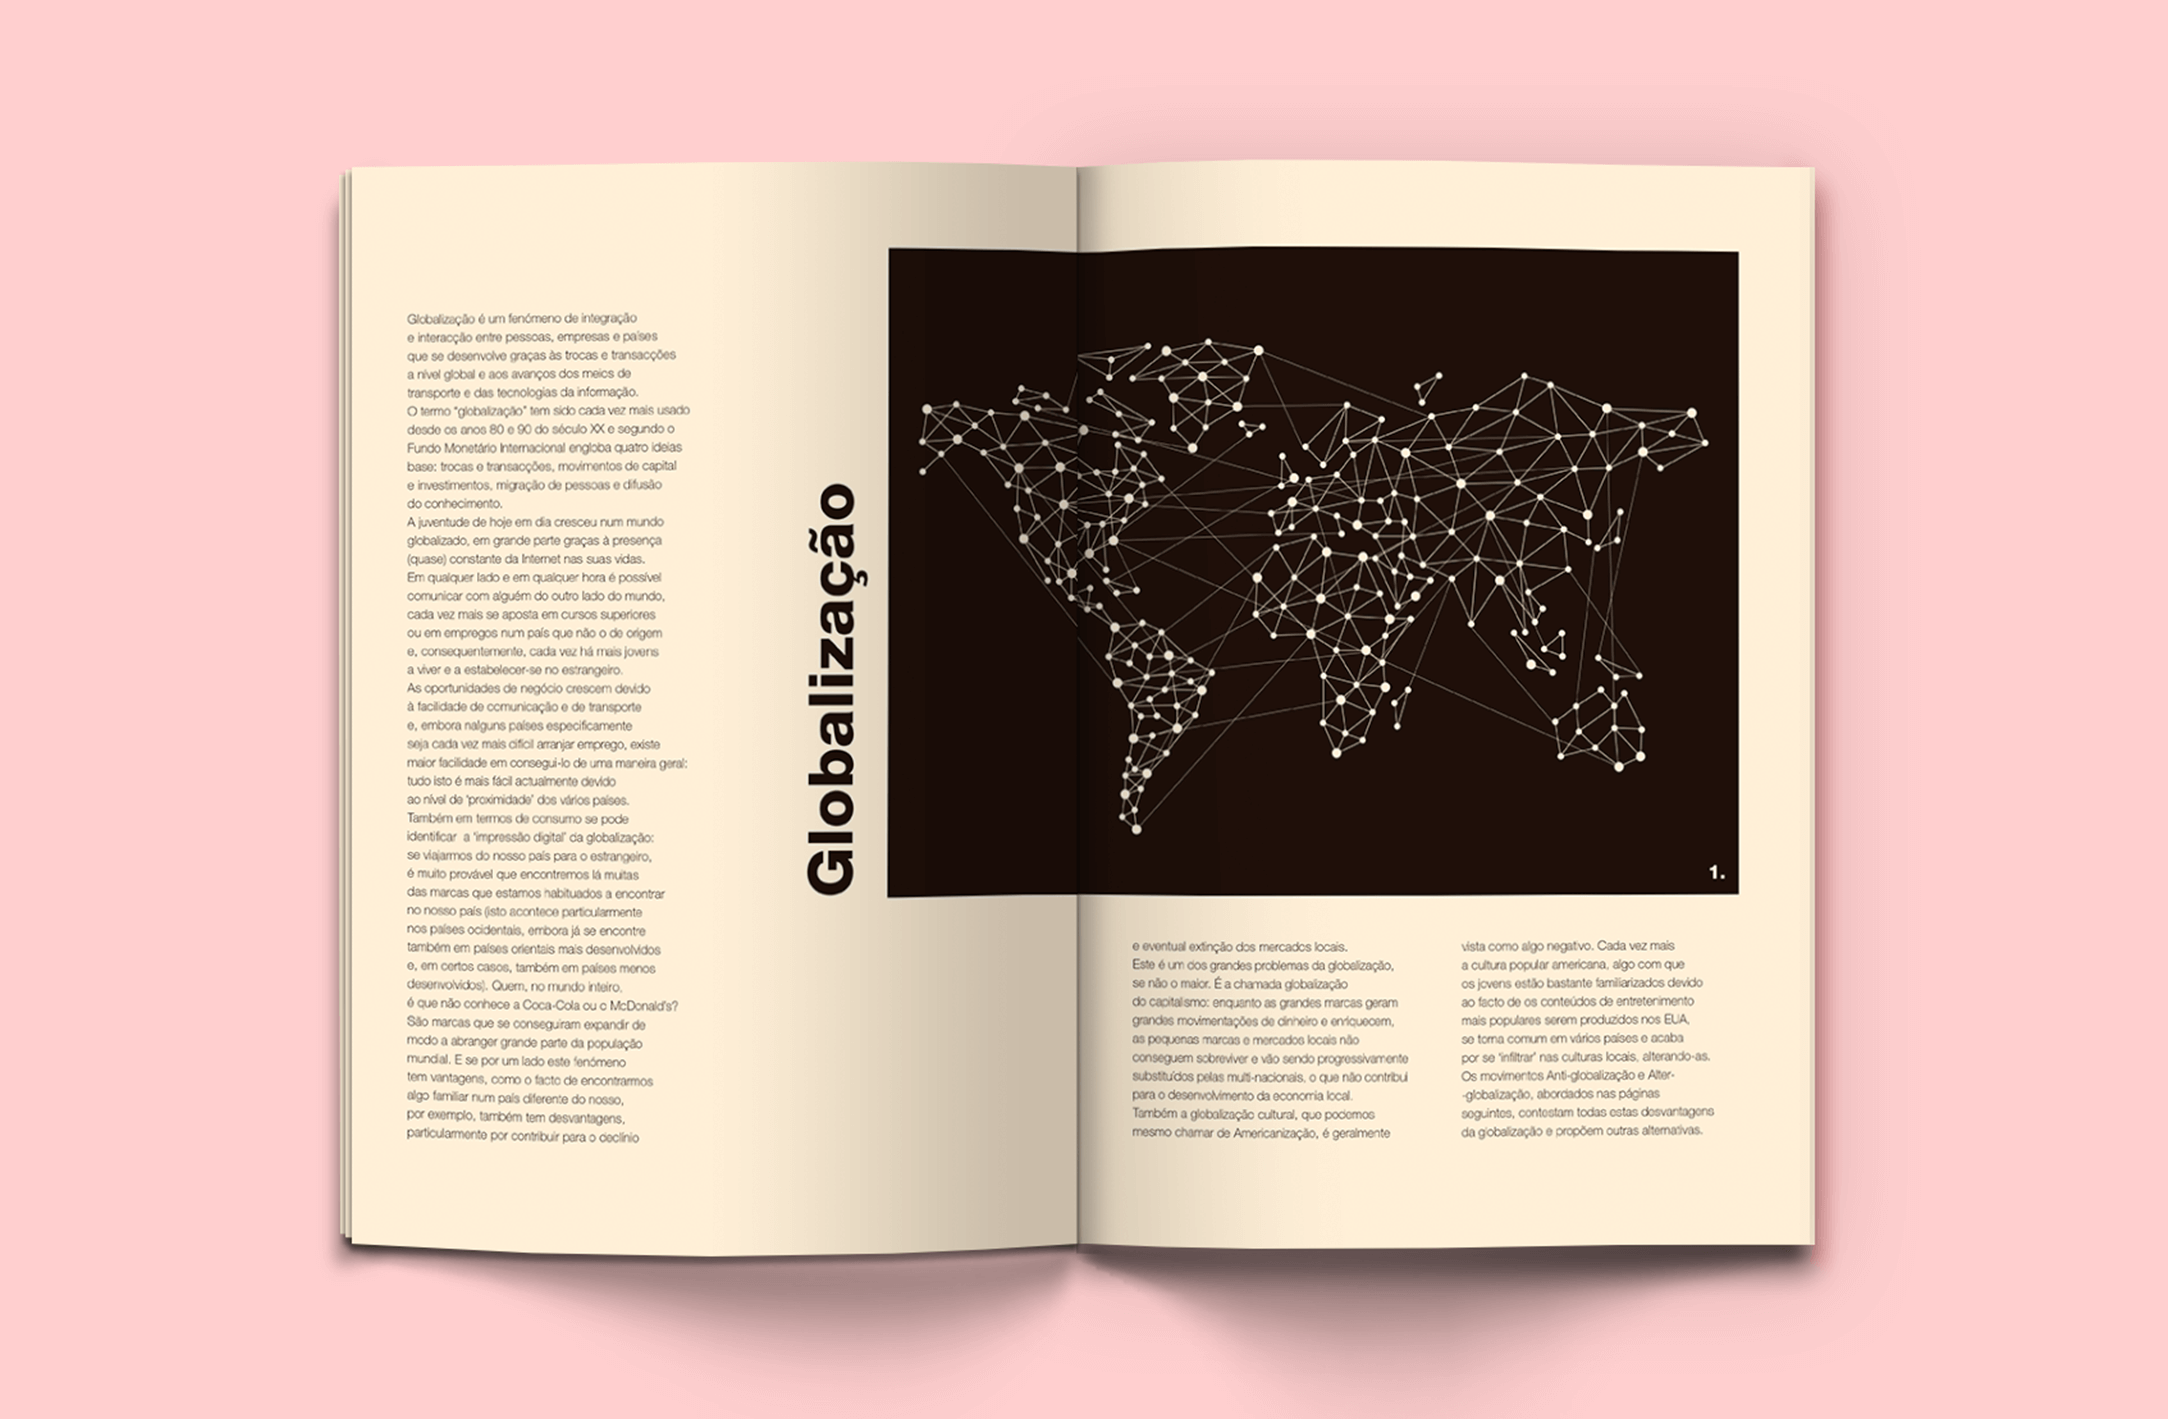 Globalização é um fenómeno de integração
e interacção entre pessoas, empresas e países
que se desenvolve graças às trocas e transacções
a nível global e aos avanços dos meios de
transporte e das tecnologias da informação.
O termo “globalização” tem sido cada vez mais usado
desde os anos 80 e 90 do século XX e segundo o
Fundo Monetário Internacional engloba quatro ideias
base: trocas e transacções, movimentos de capital
e investimentos, migração de pessoas e difusão
do conhecimento.
A juventude de hoje em dia cresceu num mundo
globalizado, em grande parte graças à presença
(quase) constante da Internet nas suas vidas.
Em qualquer lado e em qualquer hora é possível
comunicar com alguém do outro lado do mundo,
cada vez mais se aposta em cursos superiores
ou em empregos num país que não o de origem
e, consequentemente, cada vez há mais jovens
a viver e a estabelecer-se no estrangeiro.
As oportunidades de negócio crescem devido
à facilidade de comunicação e de transporte
e, embora nalguns países especificamente
seja cada vez mais difícil arranjar emprego, existe
maior facilidade em consegui-lo de uma maneira geral:
tudo isto é mais fácil actualmente devido
ao nível de ‘proximidade’ dos vários países.
Também em termos de consumo se pode
identificar a ‘impressão digital’ da globalização:
se viajarmos do nosso país para o estrangeiro,
é muito provável que encontremos lá muitas
das marcas que estamos habituados a encontrar
no nosso país (isto acontece particularmente
nos países ocidentais, embora já se encontre
também em países orientais mais desenvolvidos
e, em certos casos, também em países menos
desenvolvidos). Quem, no mundo inteiro,
é que não conhece a Coca-Cola ou o McDonald's?
São marcas que se conseguiram expandir de
modo a abranger grande parte da população
mundial. E se por um lado este fenómeno
tem vantagens, como o facto de encontrarmos
algo familiar num país diferente do nosso,
por exemplo, também tem desvantagens,
particularmente por contribuir para o declínio
Globalização
1.
e eventual extinção dos mercados locais.
Este é um dos grandes problemas da globalização,
se não o maior. É a chamada globalização
do capitalismo: enquanto as grandes marcas geram
grandes movimentações de dinheiro e enriquecem,
as pequenas marcas e mercados locais não
conseguem sobreviver e vão sendo progressivamente
substituídos pelas multi-nacionais, o que não contribui
para o desenvolvimento da economia local.
Também a globalização cultural, que podemos
mesmo chamar de Americanização, é geralmente
vista como algo negativo. Cada vez mais
a cultura popular americana, algo com que
os jovens estão bastante familiarizados devido
ao facto de os conteúdos de entretenimento
mais populares serem produzidos nos EUA,
se torna comum em vários países e acaba
por se ‘infiltrar’ nas culturas locais, alterando-as.
Os movimentos Anti-globalização e Alter-
-globalização, abordados nas páginas
seguintes, contestam todas estas desvantagens
da globalização e propõem outras alternativas.